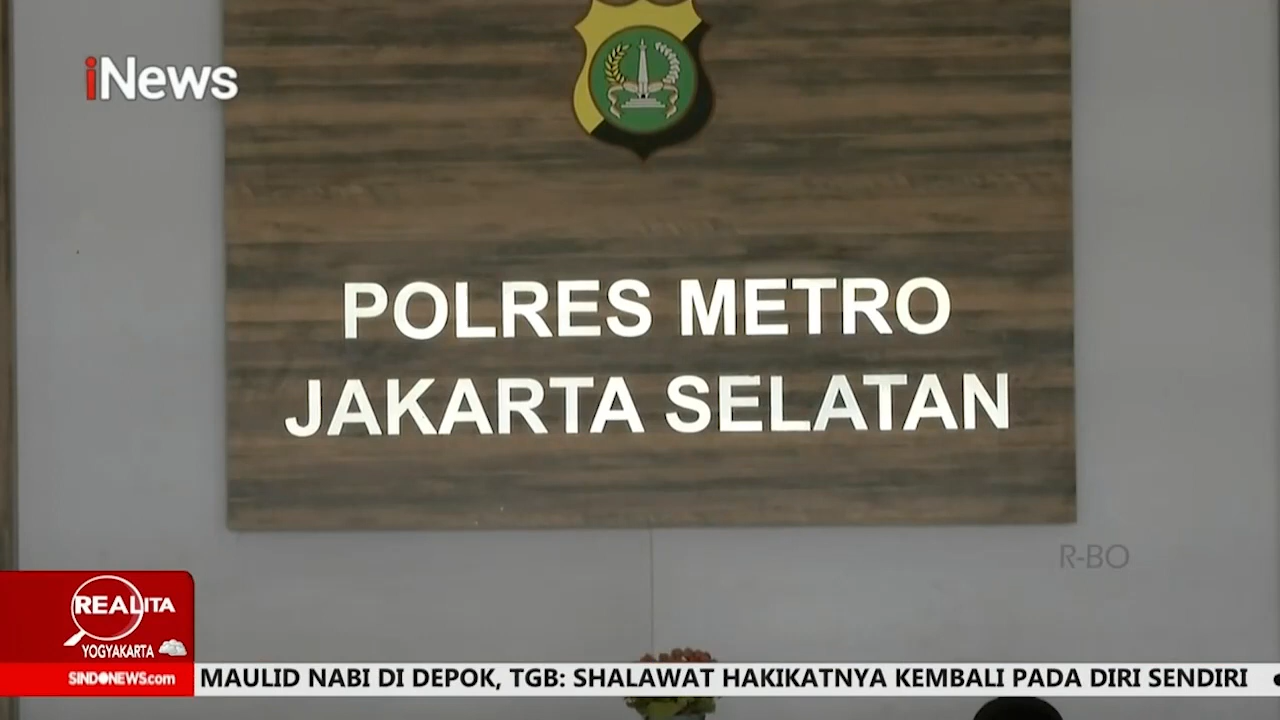 iNews
POLRES METRO
JAKARTA SELATAN
R-BO
REALITA
YOGYAKARTA
SINDONEWS.com
MAULID NABI DI DEPOK, TGB: SHALAWAT HAKIKATNYA KEMBALI PADA DIRI SENDIRI